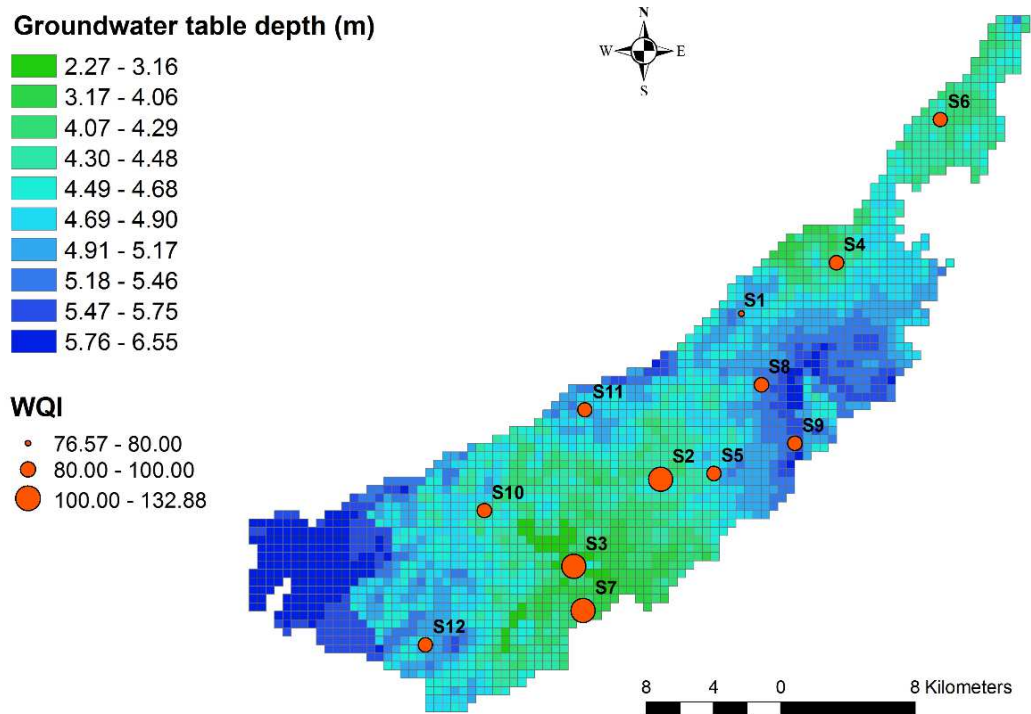 Groundwater table depth (m)
2.27 - 3.16
3.17 - 4.06
4.07 - 4.29
4.30 - 4.48
4.49 - 4.68
4.69 - 4.90
4.91 - 5.17
5.18 - 5.46
5.47 - 5.75
5.76 - 6.55
WQI
76.57 - 80.00
80.00 - 100.00
100.00 - 132.88
N
W E
S
S6
S4
S1
S8
S11
S9
S2 S5
S10
S3
S7
S12
8 4 0 8 Kilometers